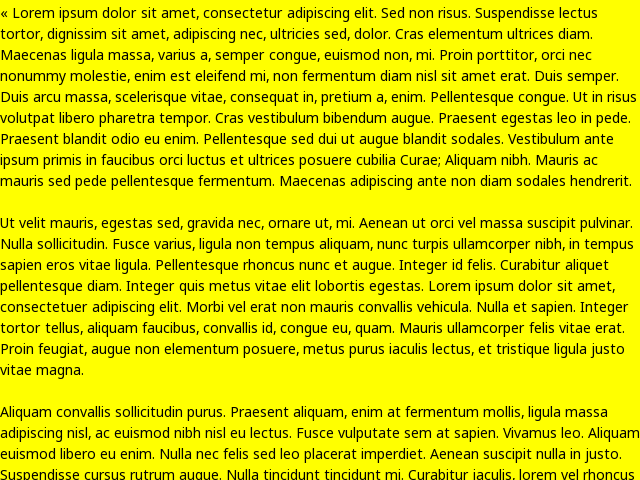 « Lorem ipsum dolor sit amet, consectetur adipiscing elit. Sed non risus. Suspendisse lectus
tortor, dignissim sit amet, adipiscing nec, ultricies sed, dolor. Cras elementum ultrices diam.
Maecenas ligula massa, varius a, semper congue, euismod non, mi. Proin porttitor, orci nec
nonummy molestie, enim est eleifend mi, non fermentum diam nisl sit amet erat. Duis semper.
Duis arcu massa, scelerisque vitae, consequat in, pretium a, enim. Pellentesque congue. Ut in risus
volutpat libero pharetra tempor. Cras vestibulum bibendum augue. Praesent egestas leo in pede.
Praesent blandit odio eu enim. Pellentesque sed dui ut augue blandit sodales. Vestibulum ante
ipsum primis in faucibus orci luctus et ultrices posuere cubilia Curae; Aliquam nibh. Mauris ac
mauris sed pede pellentesque fermentum. Maecenas adipiscing ante non diam sodales hendrerit.

Ut velit mauris, egestas sed, gravida nec, ornare ut, mi. Aenean ut orci vel massa suscipit pulvinar.
Nulla sollicitudin. Fusce varius, ligula non tempus aliquam, nunc turpis ullamcorper nibh, in tempus
sapien eros vitae ligula. Pellentesque rhoncus nunc et augue. Integer id felis. Curabitur aliquet
pellentesque diam. Integer quis metus vitae elit lobortis egestas. Lorem ipsum dolor sit amet,
consectetuer adipiscing elit. Morbi vel erat non mauris convallis vehicula. Nulla et sapien. Integer
tortor tellus, aliquam faucibus, convallis id, congue eu, quam. Mauris ullamcorper felis vitae erat.
Proin feugiat, augue non elementum posuere, metus purus iaculis lectus, et tristique ligula justo
vitae magna.

Aliquam convallis sollicitudin purus. Praesent aliquam, enim at fermentum mollis, ligula massa
adipiscing nisl, ac euismod nibh nisl eu lectus. Fusce vulputate sem at sapien. Vivamus leo. Aliquam
euismod libero eu enim. Nulla nec felis sed leo placerat imperdiet. Aenean suscipit nulla in justo.
Suspendisse cursus rutrum augue. Nulla tincidunt tincidunt mi. Curabitur iaculis, lorem vel rhoncus